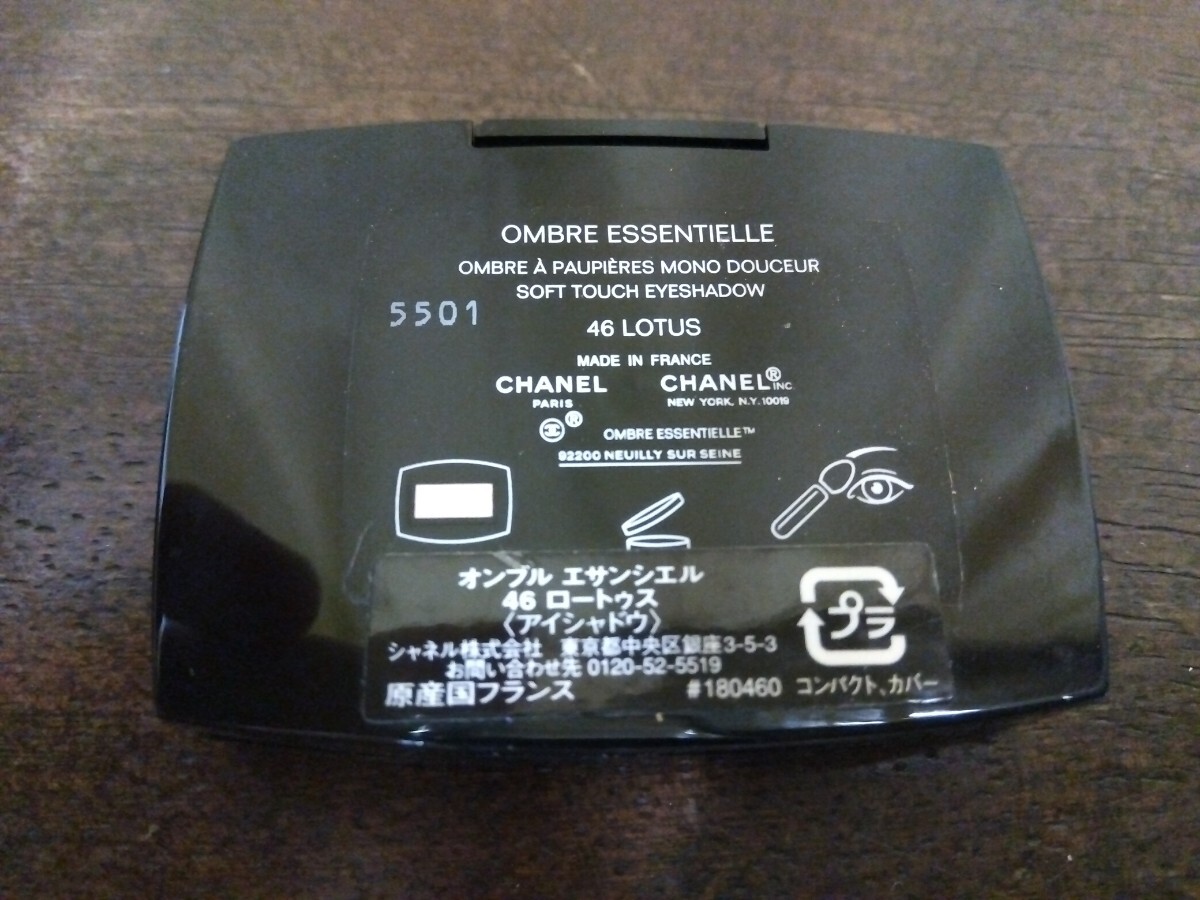 OMBRE ESSENTIELLE
OMBRE À PAUPIÈRES MONO DOUCEUR
SOFT TOUCH EYESHADOW
5501
46 LOTUS
MADE IN FRANCE
CHANEL CHANEL® INC
PARIS NEW YORK, N.Y. 10019
® OMBRE ESSENTIELLE™
92200 NEUILLY SUR SEINE
オンブル エサンシエル
46 ロートゥス
〈アイシャドウ〉
シャネル株式会社 東京都中央区銀座3-5-3
お問い合わせ先 0120-52-5519
原産国フランス #180460
プラ
コンパクト、カバー